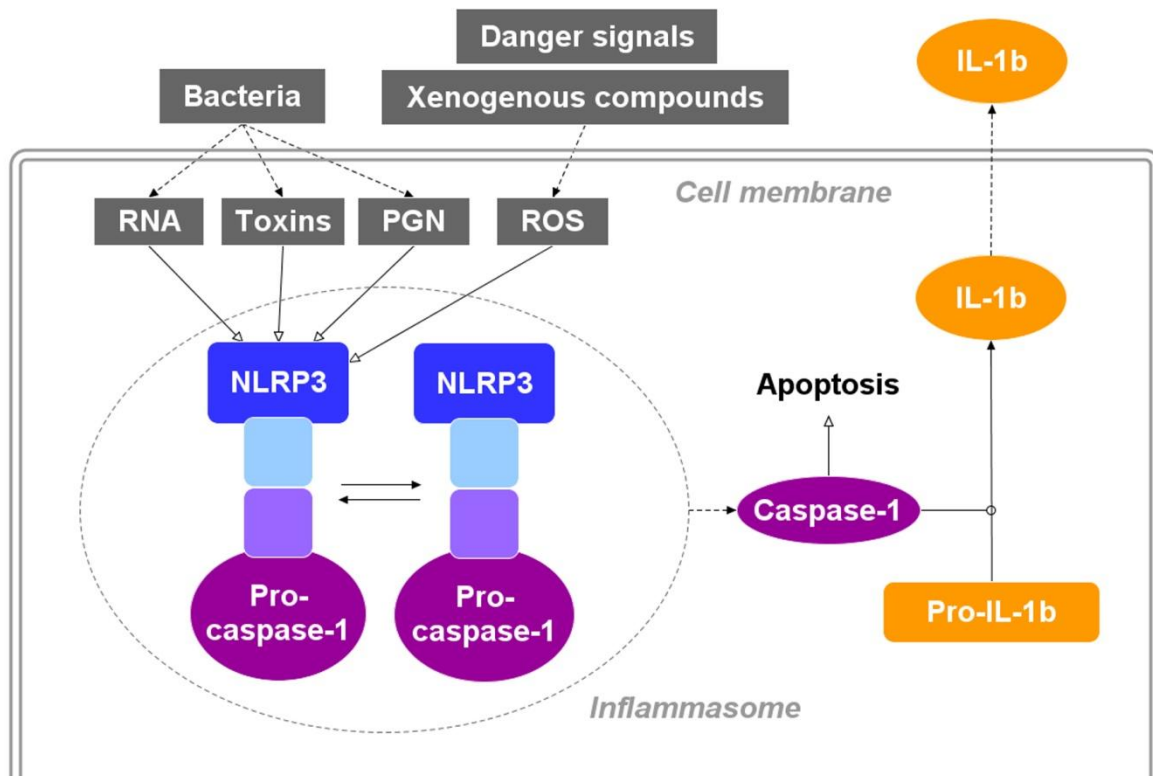 Danger signals
IL-1b
Bacteria
Xenogenous compounds
Cell membrane
RNA
Toxins
PGN
ROS
IL-1b
NLRP3
NLRP3
Apoptosis
Caspase-1
Pro-
caspase-1
Pro-
caspase-1
Pro-IL-1b
Inflammasome